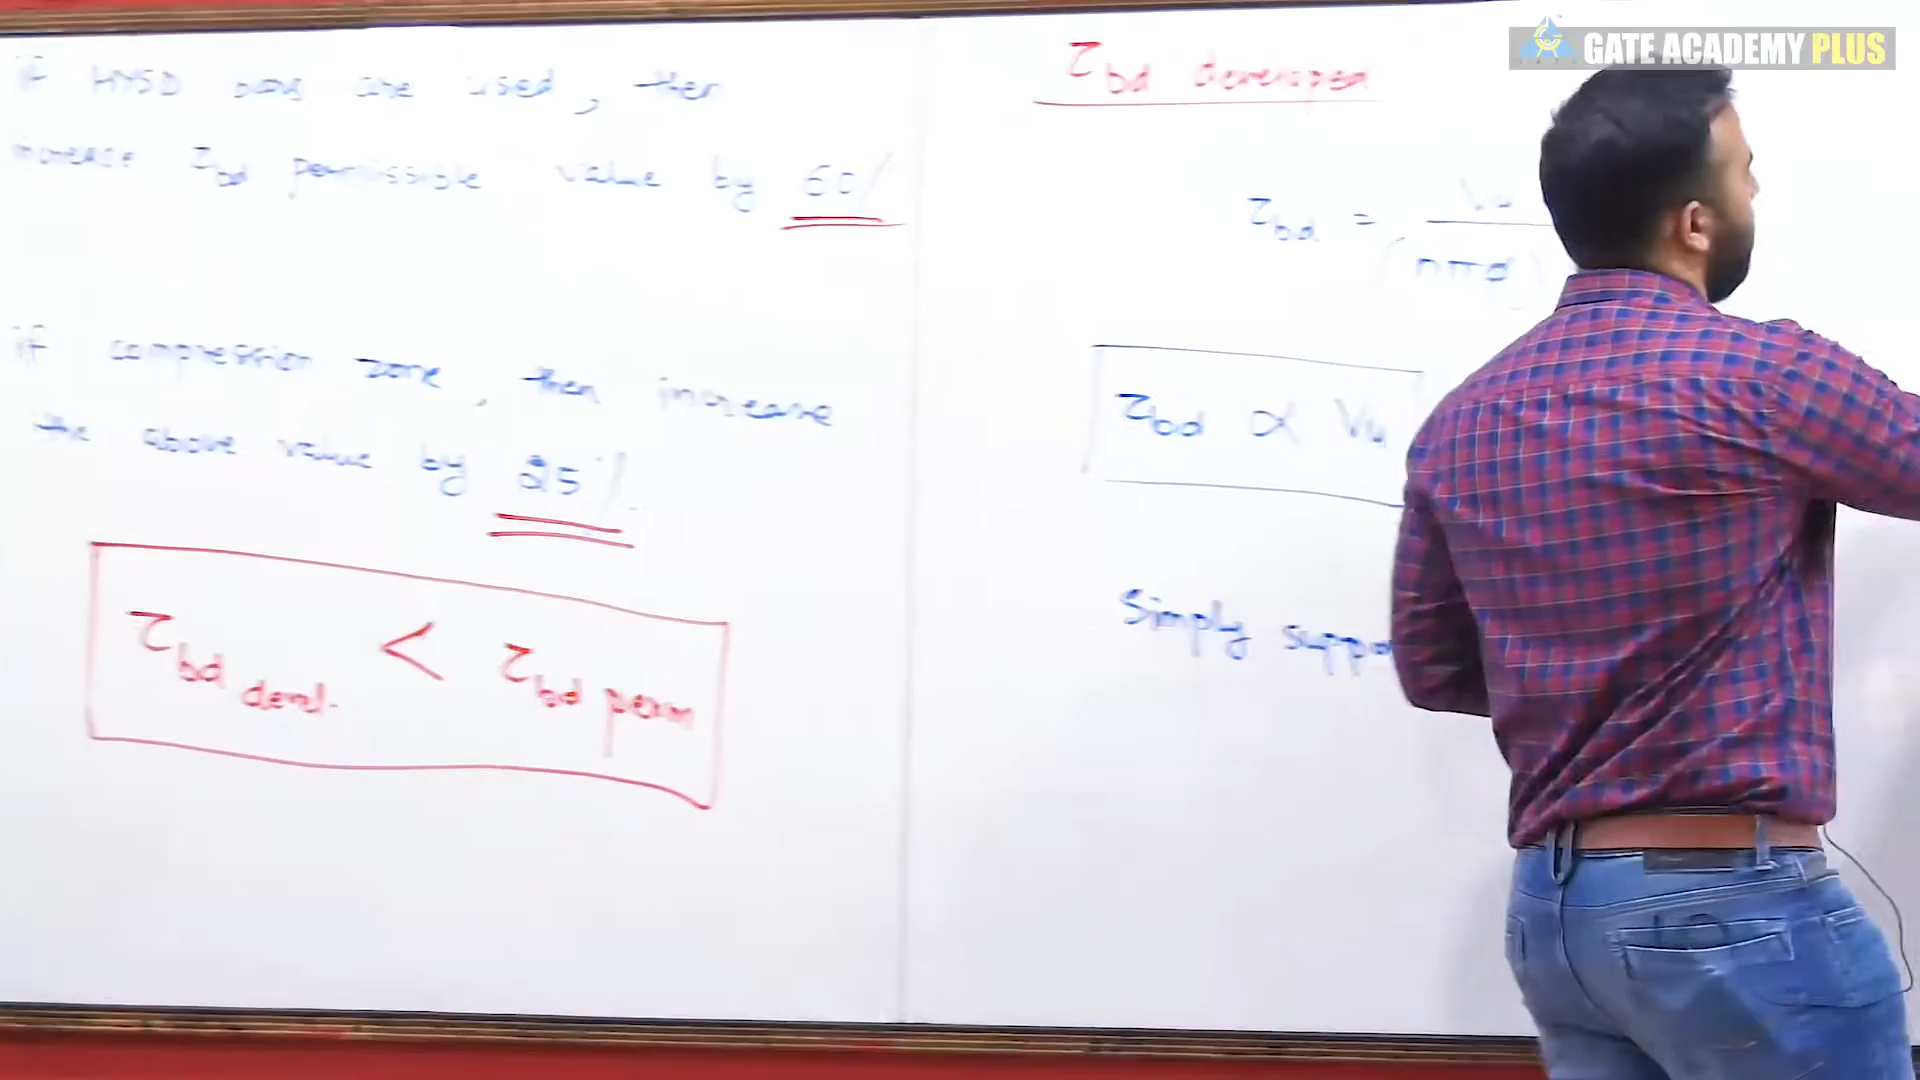 if HYSD bars are used, then
increase τbd permissible value by 60%
if compression zone, then increase
the above value by 25%.
τbd devel. < τbd perm
GATE ACADEMY PLUS
τbd developed
τbd = Vu
(nπd)
τbd ∝ Vu
Simply